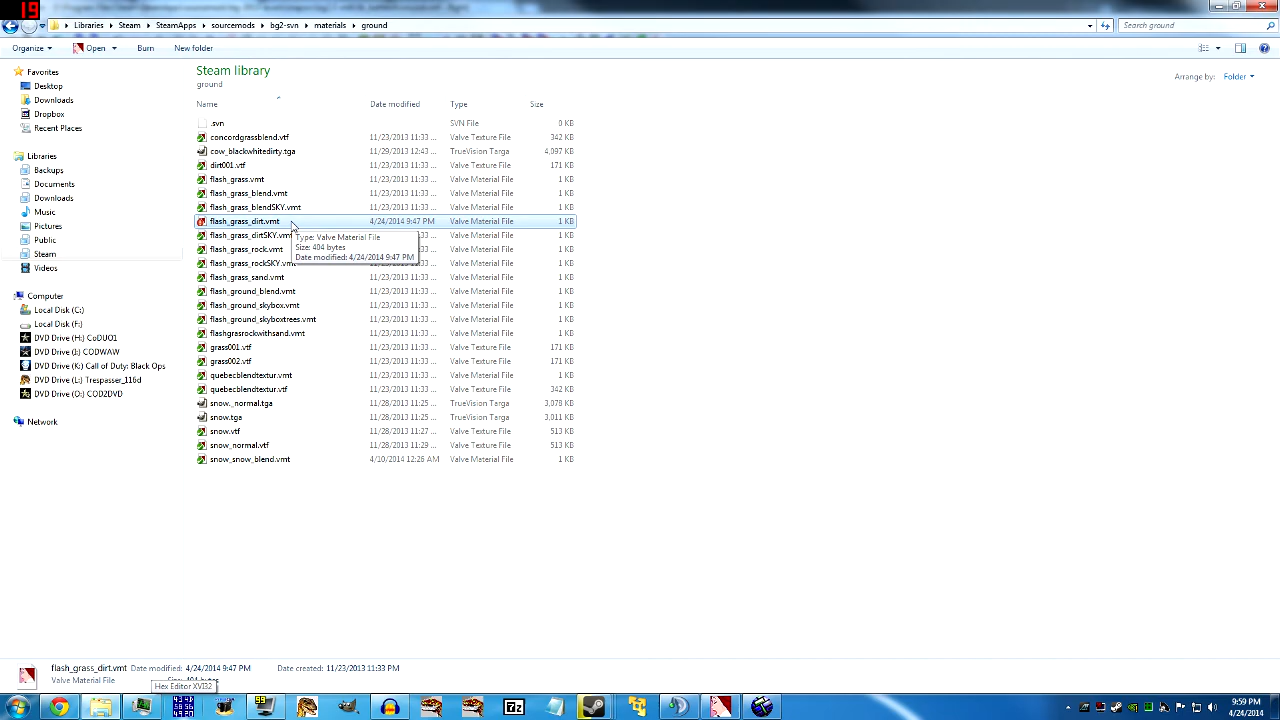 19
Libraries ▸ Steam ▸ SteamApps ▸ sourcemods ▸ bg2-svn ▸ materials ▸ ground
Search ground
Organize Open Burn New folder
Steam library
ground
Arrange by: Folder
Name Date modified Type Size
Favorites
Desktop
Downloads
Dropbox
Recent Places
Libraries
Backups
Documents
Downloads
Music
Pictures
Public
Steam
Videos
Computer
Local Disk (C:)
Local Disk (F:)
DVD Drive (H:) CoDUO1
DVD Drive (I:) CODWAW
DVD Drive (K:) Call of Duty: Black Ops
DVD Drive (L:) Trespasser_116d
DVD Drive (O:) COD2DVD
Network
.svn SVN File 0 KB
concordgrassblend.vtf 11/23/2013 11:33 ... Valve Texture File 342 KB
cow_blackwhitedirty.tga 11/29/2013 12:43 ... TrueVision Targa 4,097 KB
dirt001.vtf 11/23/2013 11:33 ... Valve Texture File 171 KB
flash_grass.vmt 11/23/2013 11:33 ... Valve Material File 1 KB
flash_grass_blend.vmt 11/23/2013 11:33 ... Valve Material File 1 KB
flash_grass_blendSKY.vmt 11/23/2013 11:33 ... Valve Material File 1 KB
flash_grass_dirt.vmt 4/24/2014 9:47 PM Valve Material File 1 KB
flash_grass_dirtSKY.vmt Valve Material File 1 KB
flash_grass_rock.vmt Valve Material File 1 KB
flash_grass_rockSKY.vmt Valve Material File 1 KB
Type: Valve Material File
Size: 404 bytes
Date modified: 4/24/2014 9:47 PM
flash_grass_sand.vmt 11/23/2013 11:33 ... Valve Material File 1 KB
flash_ground_blend.vmt 11/23/2013 11:33 ... Valve Material File 1 KB
flash_ground_skybox.vmt 11/23/2013 11:33 ... Valve Material File 1 KB
flash_ground_skyboxtrees.vmt 11/23/2013 11:33 ... Valve Material File 1 KB
flashgrasrockwithsand.vmt 11/23/2013 11:33 ... Valve Material File 1 KB
grass001.vtf 11/23/2013 11:33 ... Valve Texture File 171 KB
grass002.vtf 11/23/2013 11:33 ... Valve Texture File 171 KB
quebecblendtextur.vmt 11/23/2013 11:33 ... Valve Material File 1 KB
quebecblendtextur.vtf 11/23/2013 11:33 ... Valve Texture File 342 KB
snow._normal.tga 11/28/2013 11:25 ... TrueVision Targa 3,078 KB
snow.tga 11/28/2013 11:25 ... TrueVision Targa 3,011 KB
snow.vtf 11/28/2013 11:27 ... Valve Texture File 513 KB
snow_normal.vtf 11/28/2013 11:29 ... Valve Texture File 513 KB
snow_snow_blend.vmt 4/10/2014 12:26 AM Valve Material File 1 KB
flash_grass_dirt.vmt Date modified: 4/24/2014 9:47 PM Date created: 11/23/2013 11:33 PM
Valve Material File
Hex Editor XVI32
99
7z
9:59 PM
4/24/2014